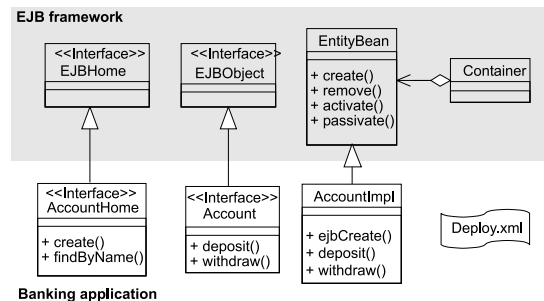 EJB framework
<<Interface>>
EJBHome
<<Interface>>
EJBObject
EntityBean
+ create()
+ remove()
+ activate()
+ passivate()
Container
<<Interface>>
AccountHome
+ create()
+ findByName()
<<Interface>>
Account
+ deposit()
+ withdraw()
AccountImpl
+ ejbCreate()
+ deposit()
+ withdraw()
Deploy.xml
Banking application